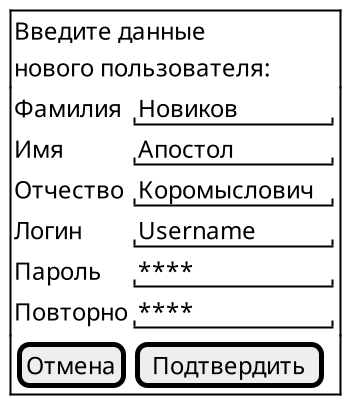 Введите данные
нового пользователя:
Фамилия Новиков
Имя Апостол
Отчество Коромыслович
Логин Username
Пароль ****
Повторно ****
Отмена Подтвердить